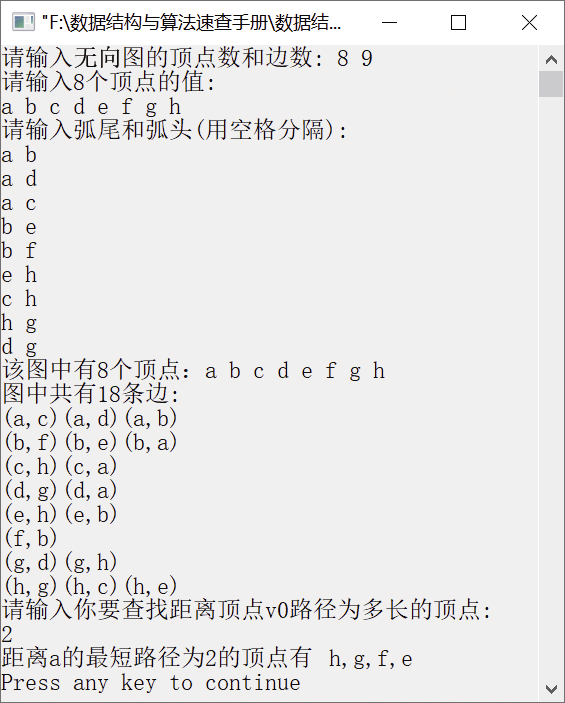 "F:\数据结构与算法速查手册\数据结...
请输入无向图的顶点数和边数: 8 9
请输入8个顶点的值:
a b c d e f g h
请输入弧尾和弧头(用空格分隔):
a b
a d
a c
b e
b f
e h
c h
h g
d g
该图中有8个顶点：a b c d e f g h
图中共有18条边:
(a,c)(a,d)(a,b)
(b,f)(b,e)(b,a)
(c,h)(c,a)
(d,g)(d,a)
(e,h)(e,b)
(f,b)
(g,d)(g,h)
(h,g)(h,c)(h,e)
请输入你要查找距离顶点v0路径为多长的顶点:
2
距离a的最短路径为2的顶点有 h,g,f,e
Press any key to continue